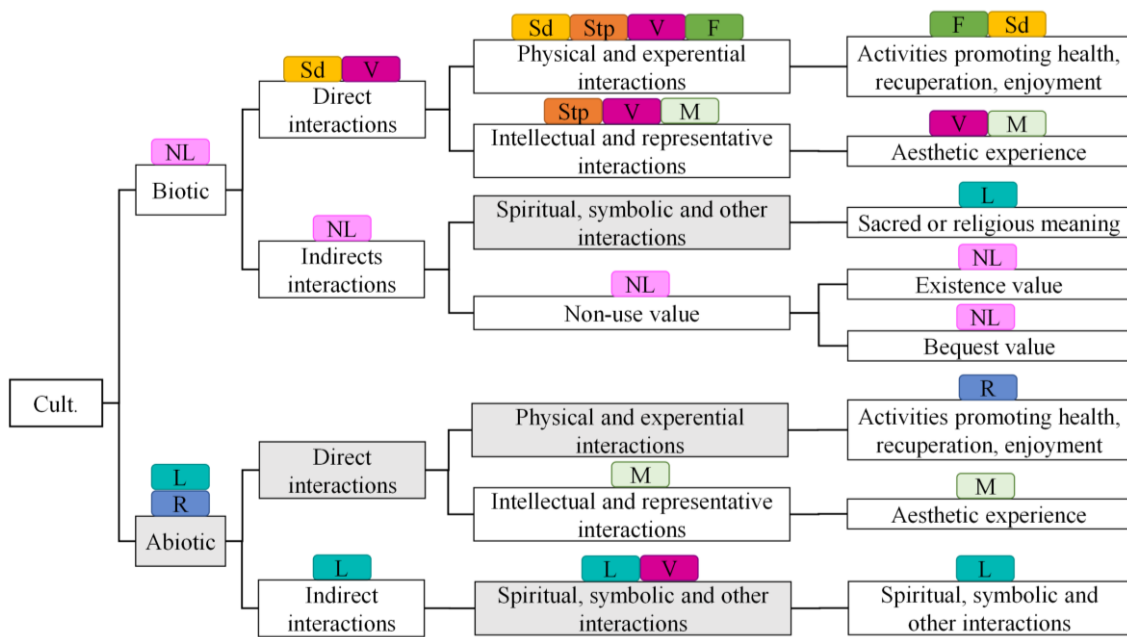 Sd Stp V F
F Sd
Physical and experential
interactions
Activities promoting health,
recuperation, enjoyment
Sd V
Direct
interactions
Stp V M
V M
Intellectual and representative
interactions
Aesthetic experience
NL
Biotic
L
Spiritual, symbolic and other
interactions
Sacred or religious meaning
NL
Indirects
interactions
NL
Existence value
NL
Non-use value
NL
Bequest value
Cult.
R
Physical and experential
interactions
Activities promoting health,
recuperation, enjoyment
Direct
interactions
L
R
Abiotic
M
M
Intellectual and representative
interactions
Aesthetic experience
L
Indirect
interactions
L V
Spiritual, symbolic and other
interactions
L
Spiritual, symbolic and
other interactions